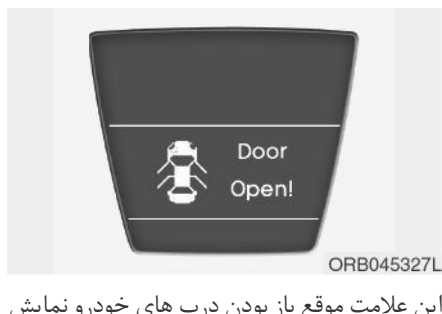 Door
Open!
ORB045327L
این علامت موقع باز بودن درب های خودرو نمایش